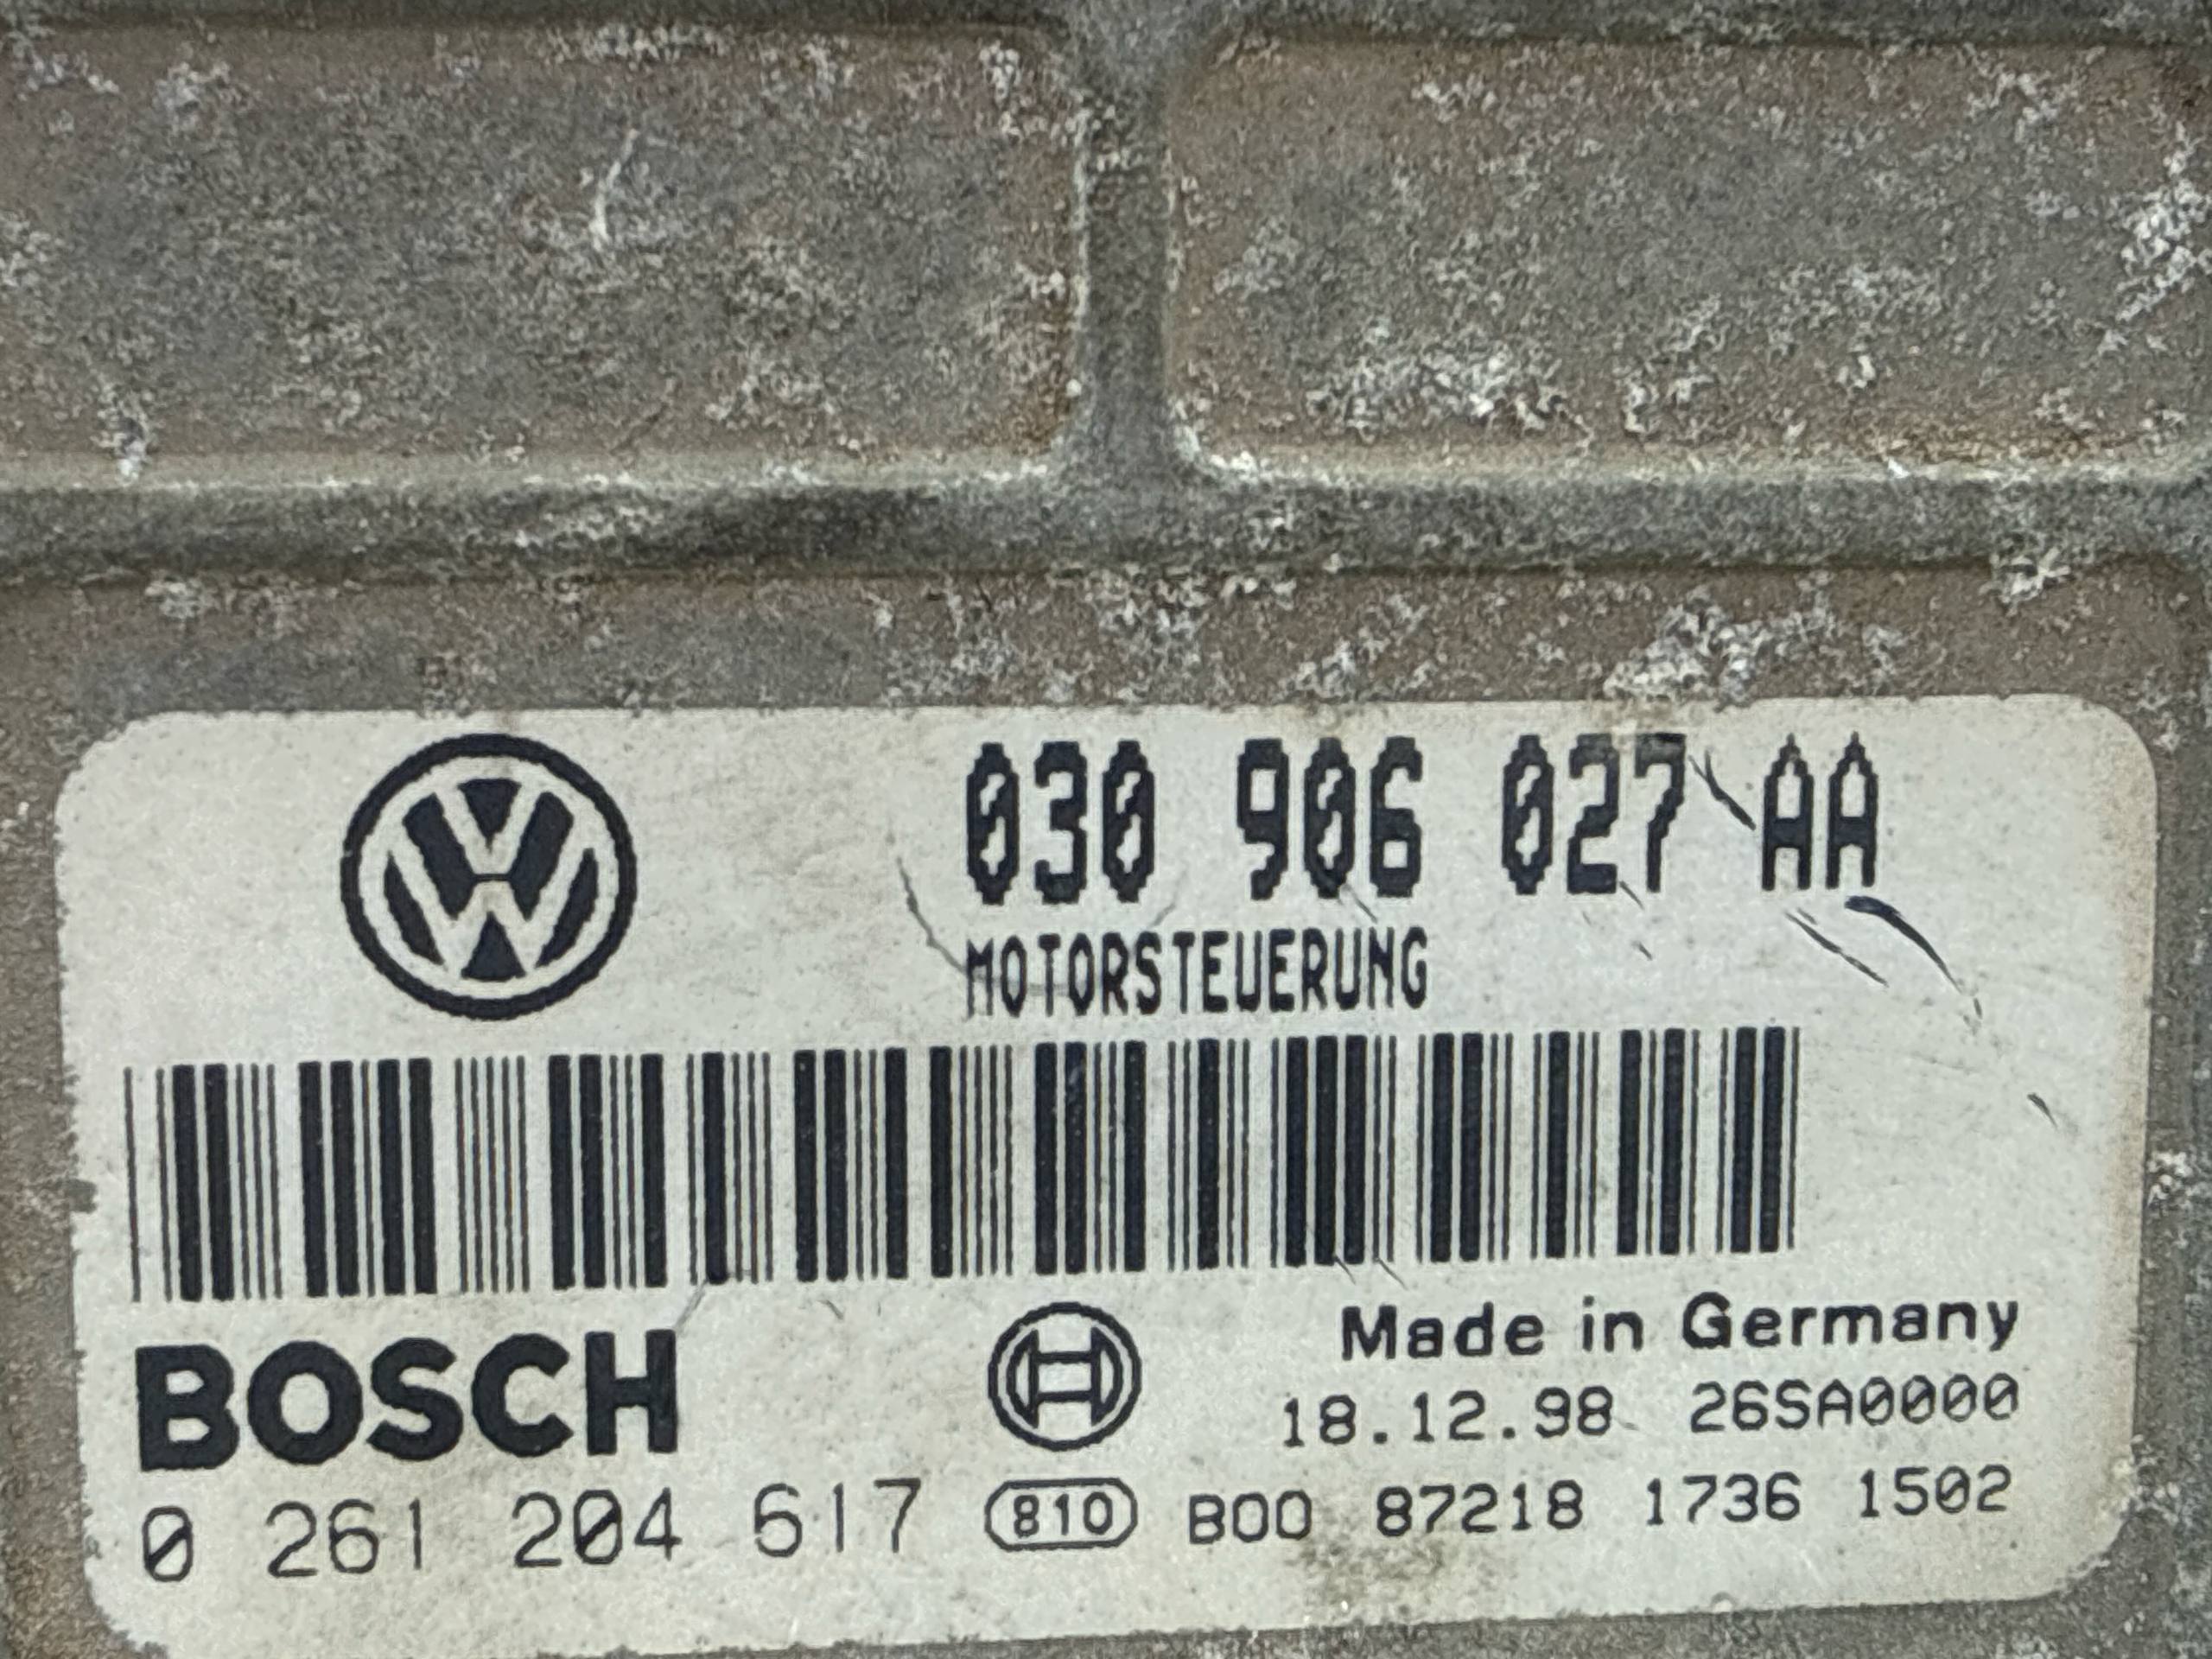 030 906 027 AA
MOTORSTEUERUNG
BOSCH
Made in Germany
18.12.98 26SA0000
0 261 204 617 810 B00 87218 1736 1502